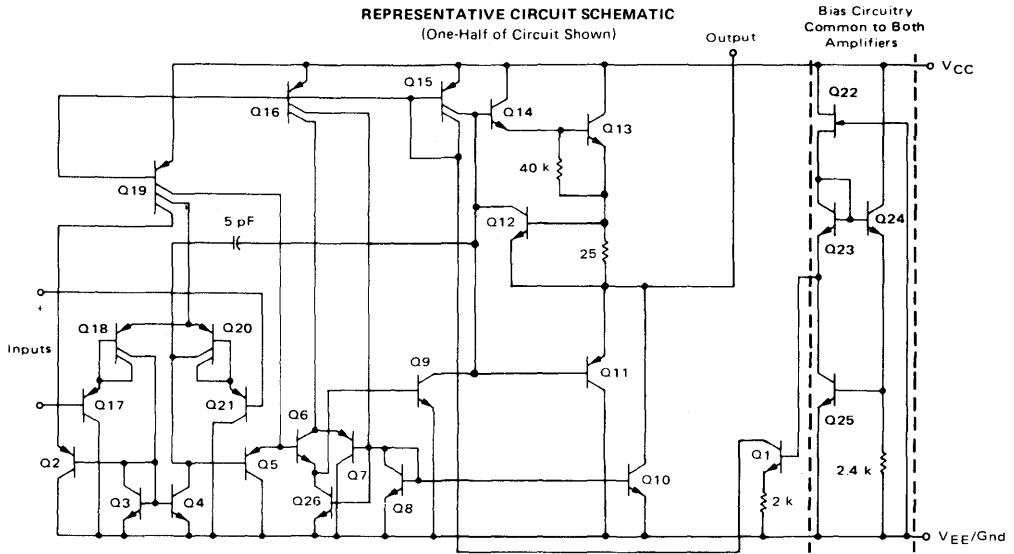 REPRESENTATIVE CIRCUIT SCHEMATIC
(One-Half of Circuit Shown)
Output
Bias Circuitry
Common to Both
Amplifiers
VCC
Q15
Q16
Q14
Q13
Q22
40 k
Q19
5 pF
Q12
Q24
Q23
25
+
Q18
Q20
Inputs
Q9
Q11
Q17
Q21
Q25
Q6
Q2
Q5
Q7
Q1
2.4 k
Q3
Q4
Q26
Q8
Q10
2 k
VEE/Gnd